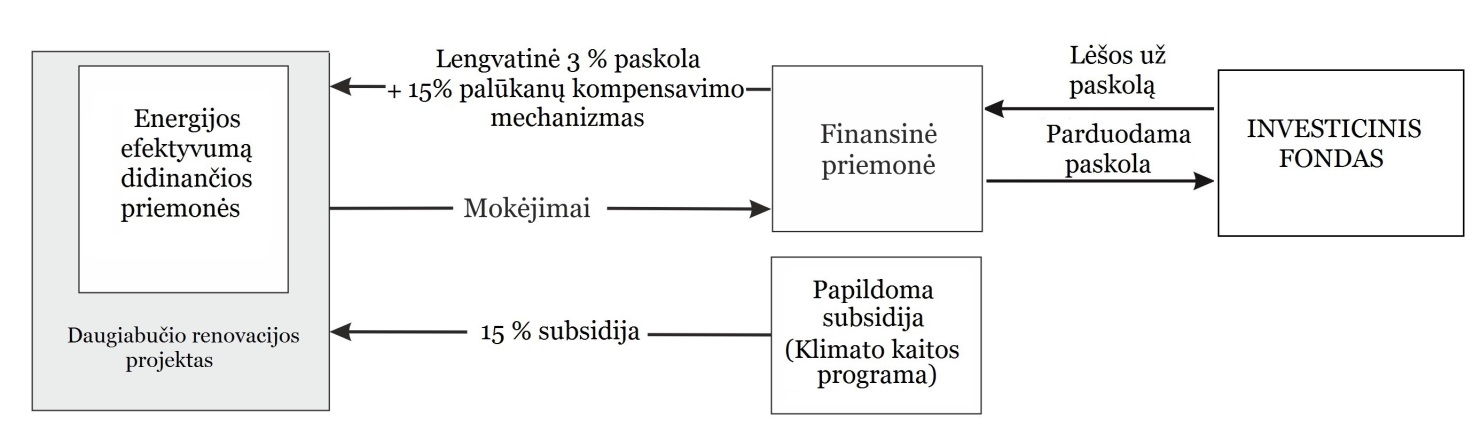 Energijos
efektyvumą
didinančios
priemonės
Daugiabučio renovacijos
projektas
Lengvatinė 3 % paskola
+ 15% palūkanų kompensavimo
mechanizmas
Mokėjimai
15 % subsidija
Finansinė
priemonė
Papildoma
subsidija
(Klimato kaitos
programa)
Lėšos už
paskolą
Parduodama
paskola
INVESTICINIS
FONDAS